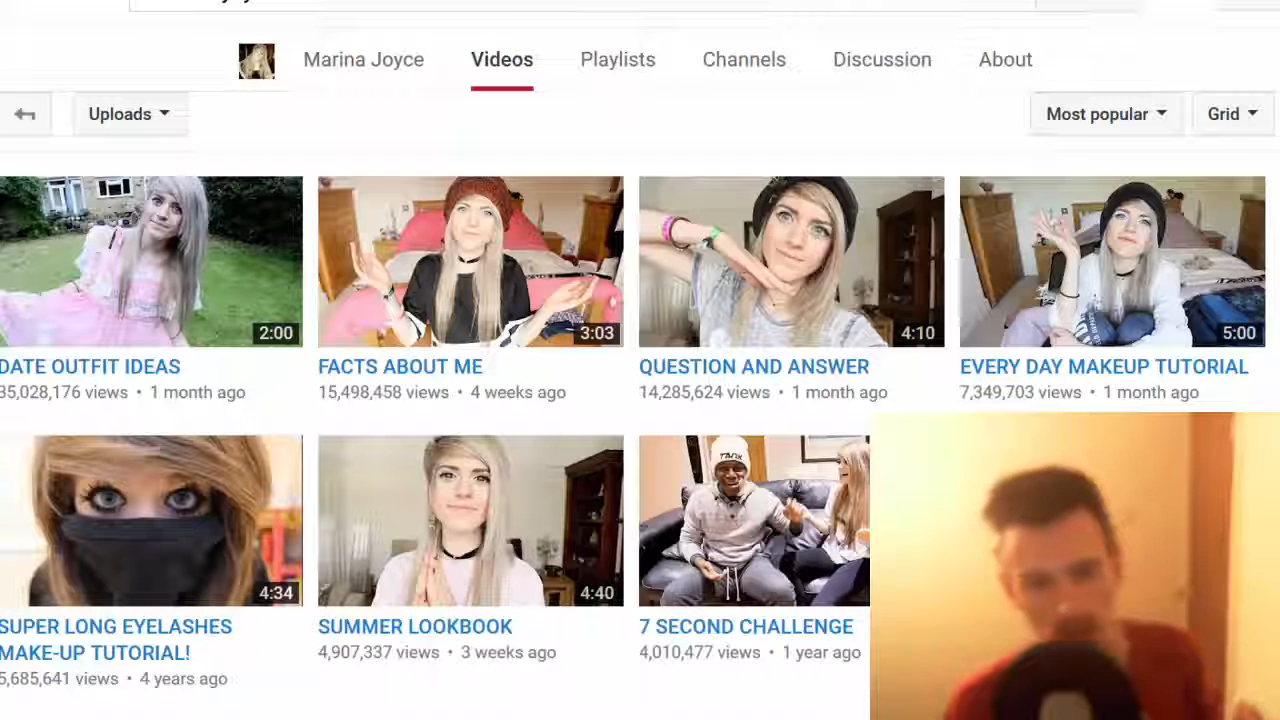 Marina Joyce
Videos
Playlists
Channels
Discussion
About
Uploads
Most popular
Grid
2:00
3:03
4:10
5:00
DATE OUTFIT IDEAS
FACTS ABOUT ME
QUESTION AND ANSWER
EVERY DAY MAKEUP TUTORIAL
35,028,176 views • 1 month ago
15,498,458 views • 4 weeks ago
14,285,624 views • 1 month ago
7,349,703 views • 1 month ago
TANK
4:34
4:40
SUPER LONG EYELASHES
MAKE-UP TUTORIAL!
5,685,641 views • 4 years ago
SUMMER LOOKBOOK
4,907,337 views • 3 weeks ago
7 SECOND CHALLENGE
4,010,477 views • 1 year ago